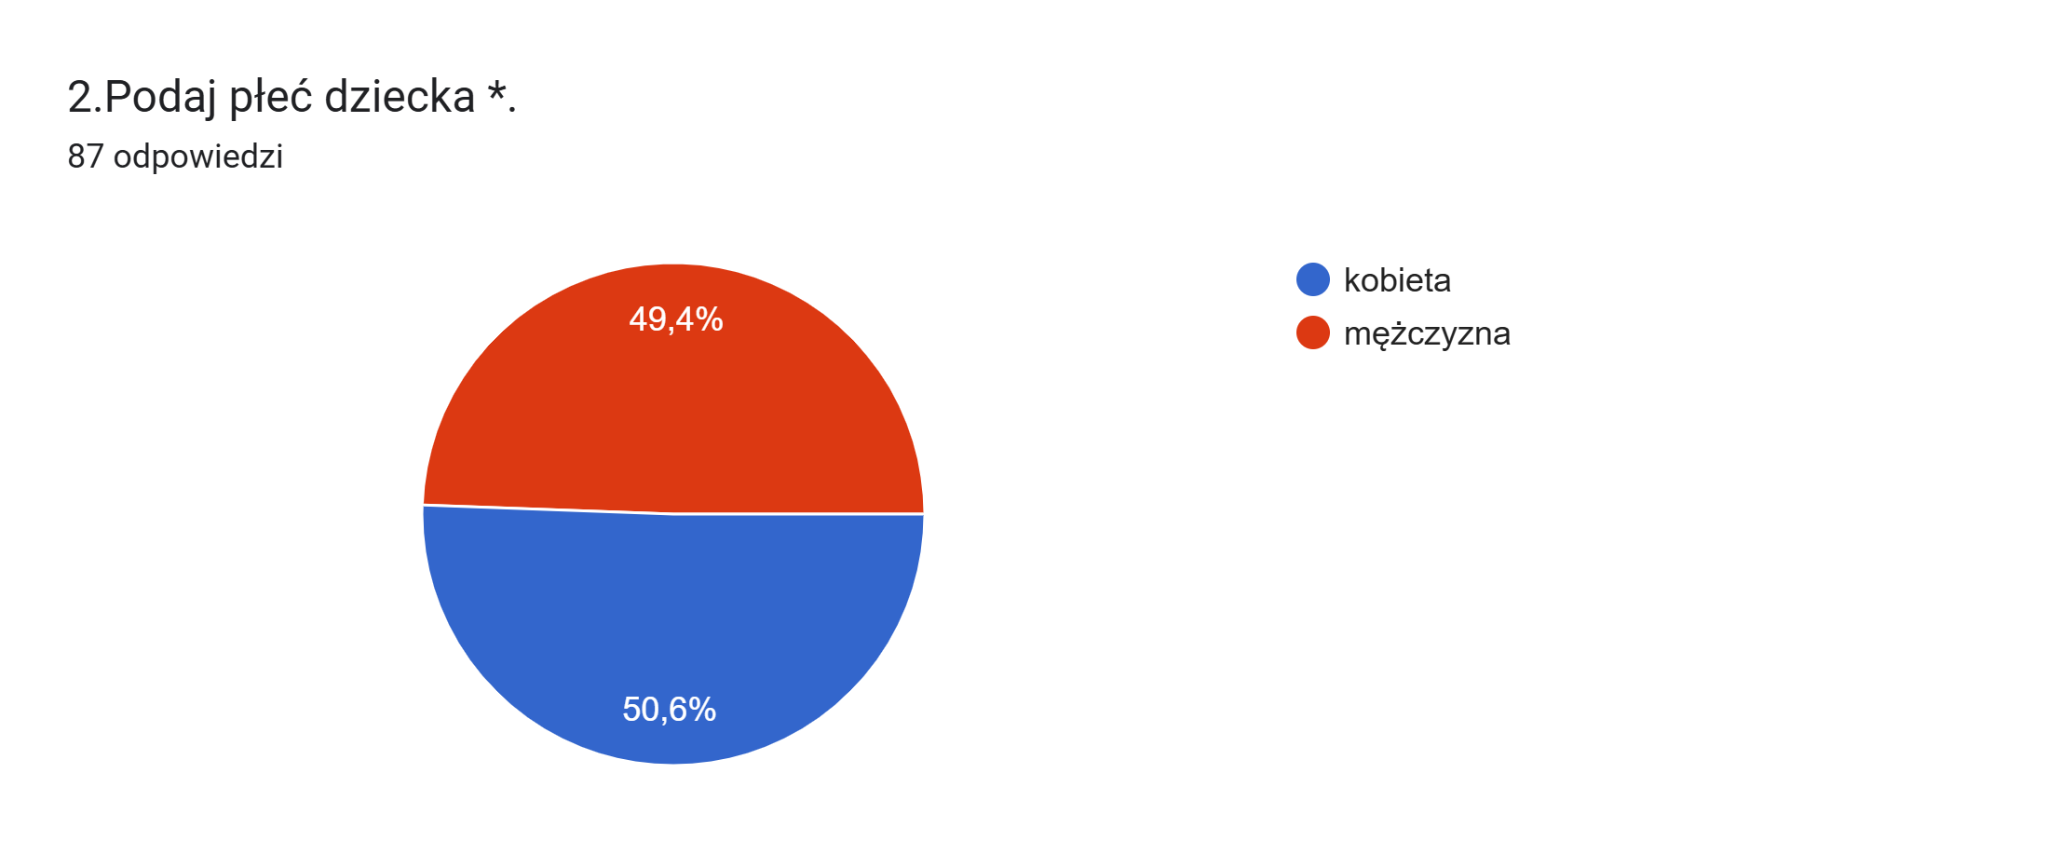 2.Podaj płeć dziecka *.
87 odpowiedzi
kobieta
mężczyzna
49,4%
50,6%